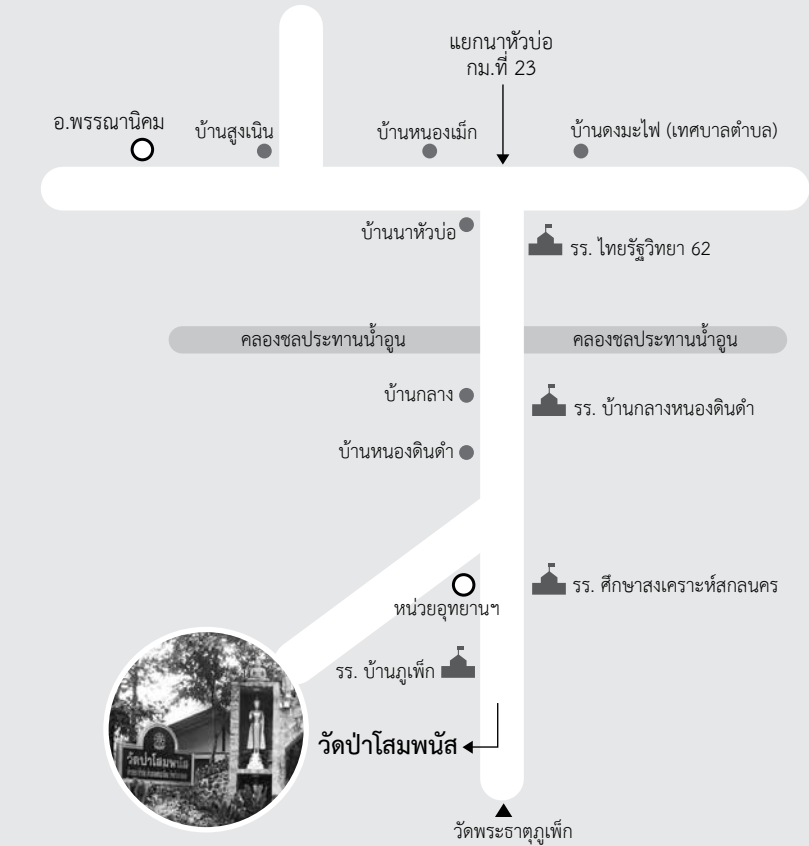 แยกนาหัวบ่อ
กม.ที่ 23
อ.พรรณานิคม
บ้านสูงเนิน
บ้านหนองเม็ก
บ้านดงมะไฟ (เทศบาลตำบล)
บ้านนาหัวบ่อ
รร. ไทยรัฐวิทยา 62
คลองชลประทานน้ำอูน
คลองชลประทานน้ำอูน
บ้านกลาง
รร. บ้านกลางหนองดินดำ
บ้านหนองดินดำ
รร. ศึกษาสงเคราะห์สกลนคร
หน่วยอุทยานฯ
รร. บ้านภูเพ็ก
วัดป่าโสมพนัส
วัดป่าโสมพนัส
วัดพระธาตุภูเพ็ก